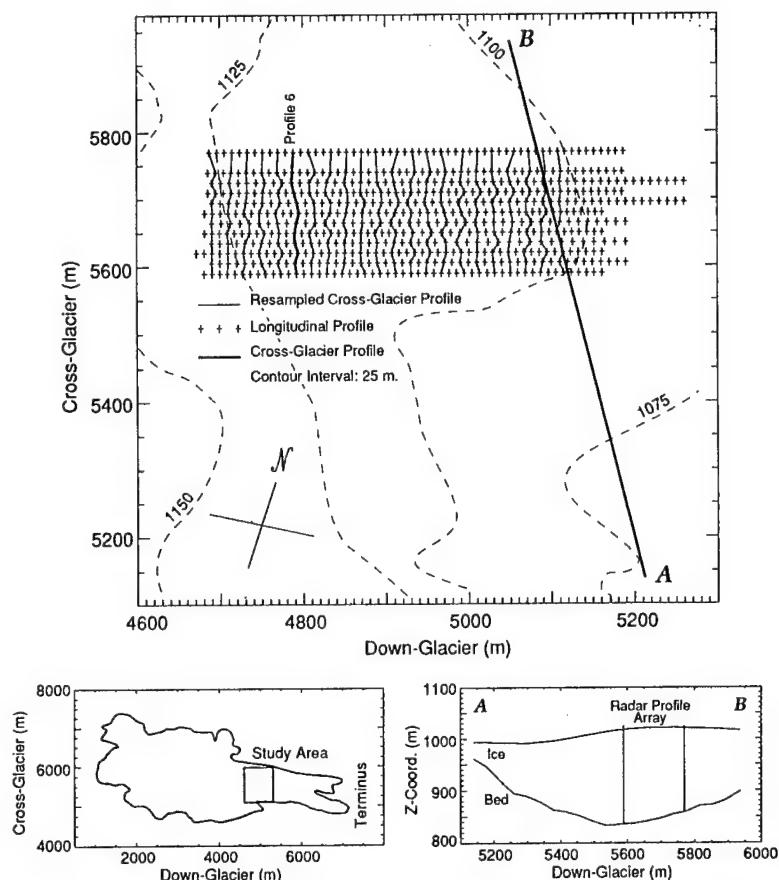 B
1100
1125
Profile 6
5800
5600
5400
5200
Cross-Glacier (m)
Resampled Cross-Glacier Profile
+ + + + Longitudinal Profile
Cross-Glacier Profile
Contour Interval: 25 m.
1075
N
1150
A
4600 4800 5000 5200
Down-Glacier (m)
8000
6000
4000
Cross-Glacier (m)
Study Area
Terminus
2000 4000 6000
Down-Glacier (m)
1100
1000
900
800
Z-Coord. (m)
A Radar Profile B
Array
Ice
Bed
5200 5400 5600 5800 6000
Down-Glacier (m)